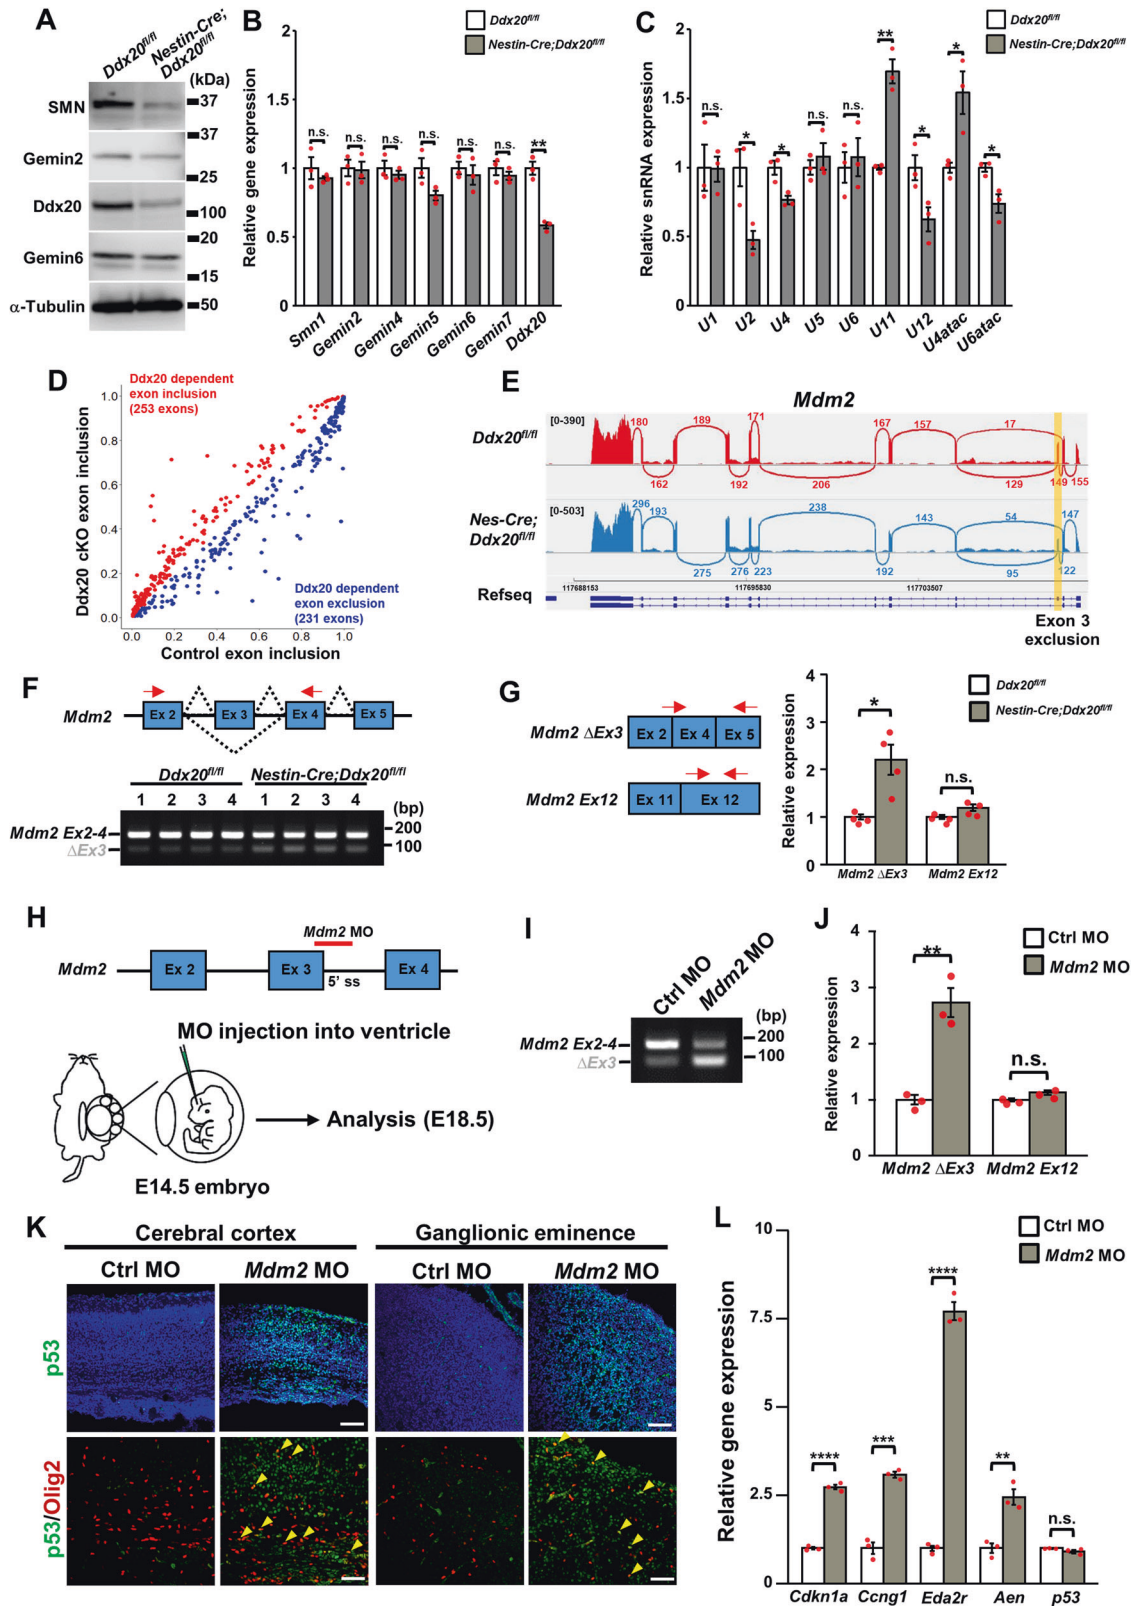 A
Ddx20fl/fl
Nestin-Cre;
Ddx20fl/fl
(kDa)
SMN
37
37
Gemin2
25
Ddx20
100
20
Gemin6
15
α-Tubulin
50
B
Ddx20fl/fl
Nestin-Cre;Ddx20fl/fl
Relative gene expression
2
1.5
1
0.5
0
n.s.
n.s.
n.s.
n.s.
n.s.
n.s.
**
Smn1
Gemin2
Gemin4
Gemin5
Gemin6
Gemin7
Ddx20
C
Ddx20fl/fl
Nestin-Cre;Ddx20fl/fl
Relative snRNA expression
2
1.5
1
0.5
0
n.s.
*
*
n.s.
n.s.
**
*
*
*
U1
U2
U4
U5
U6
U11
U12
U4atac
U6atac
D
Ddx20 dependent
exon inclusion
(253 exons)
Ddx20 cKO exon inclusion
1.0
0.8
0.6
0.4
0.2
0.0
Ddx20 dependent
exon exclusion
(231 exons)
0.0 0.2 0.4 0.6 0.8 1.0
Control exon inclusion
E
Mdm2
Ddx20fl/fl
[0-390]
180 189 171 167 157 17
162 192 206 129 149 155
Nes-Cre;
Ddx20fl/fl
[0-503]
296 193 238 143 54 147
275 276 223 192 95 122
117688153 117695830 117703507
Refseq
Exon 3
exclusion
F
Mdm2
Ex 2 Ex 3 Ex 4 Ex 5
Ddx20fl/fl Nestin-Cre;Ddx20fl/fl
1 2 3 4 1 2 3 4 (bp)
Mdm2 Ex2-4
200
ΔEx3
100
G
Mdm2 ΔEx3
Ex 2 Ex 4 Ex 5
Mdm2 Ex12
Ex 11 Ex 12
Ddx20fl/fl
Nestin-Cre;Ddx20fl/fl
Relative expression
4
3
2
1
0
*
n.s.
Mdm2 ΔEx3 Mdm2 Ex12
H
Mdm2 MO
Mdm2
Ex 2 Ex 3 Ex 4
5' ss
MO injection into ventricle
Analysis (E18.5)
E14.5 embryo
I
Ctrl MO
Mdm2 MO
(bp)
Mdm2 Ex2-4
200
ΔEx3
100
J
Ctrl MO
Mdm2 MO
Relative expression
4
3
2
1
0
**
n.s.
Mdm2 ΔEx3 Mdm2 Ex12
K
Cerebral cortex Ganglionic eminence
Ctrl MO Mdm2 MO Ctrl MO Mdm2 MO
p53
p53/Olig2
L
Ctrl MO
Mdm2 MO
Relative gene expression
10
7.5
5
2.5
0
****
***
****
**
n.s.
Cdkn1a Ccng1 Eda2r Aen p53